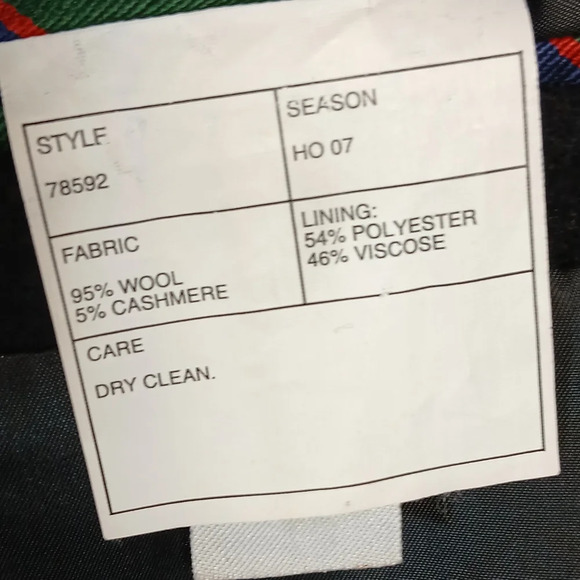 STYLE
78592
SEASON
HO 07
FABRIC
95% WOOL
5% CASHMERE
LINING:
54% POLYESTER
46% VISCOSE
CARE
DRY CLEAN.